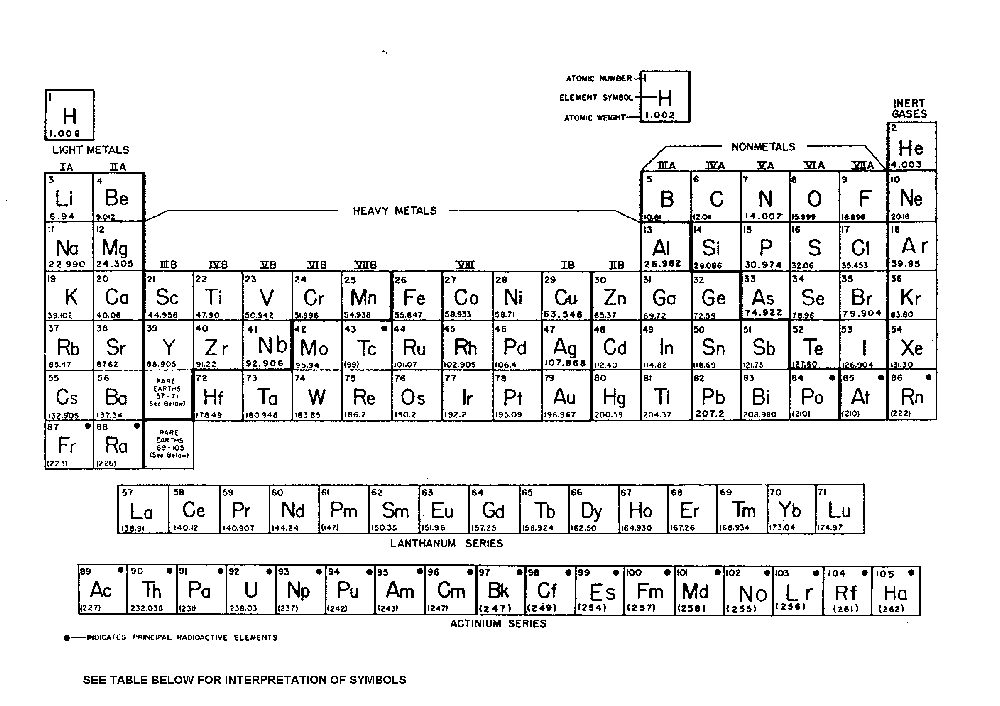 ATOMIC NUMBER 1
ELEMENT SYMBOL H
ATOMIC WEIGHT 1.002
1
H
1.008
INERT GASES
2
He
4.003
LIGHT METALS
NONMETALS
IA IIA IIIA IVA VA VIA VIIA
3 4 5 6 7 8 9 10
Li Be B C N O F Ne
6.94 9.012 14.007 15.999
HEAVY METALS
11 12 13 14 15 16 17 18
Na Mg Al Si P S Cl Ar
22.990 24.305 26.982 28.086 30.974 32.06 35.453 39.95
IIIB IVB VB VIB VIIB VIII IB IIB
19 20 21 22 23 24 25 26 27 28 29 30 31 32 33 34 35 36
K Ca Sc Ti V Cr Mn Fe Co Ni Cu Zn Ga Ge As Se Br Kr
39.102 40.08 44.956 47.90 50.942 51.996 54.938 55.847 58.933 58.71 63.546 65.37 69.72 72.59 74.922 78.96 79.904 83.80
37 38 39 40 41 42 43 44 45 46 47 48 49 50 51 52 53 54
Rb Sr Y Zr Nb Mo Tc Ru Rh Pd Ag Cd In Sn Sb Te I Xe
85.47 87.62 88.905 91.22 92.906 95.94 (99) 101.07 102.905 106.4 107.868 112.40 114.82 118.69 121.75 127.60 126.904 131.30
55 56 RARE EARTHS 57-71 (See Below) 72 73 74 75 76 77 78 79 80 81 82 83 84 85 86
Cs Ba Hf Ta W Re Os Ir Pt Au Hg Tl Pb Bi Po At Rn
132.905 137.34 178.49 180.948 183.85 186.2 190.2 192.2 195.09 196.967 200.59 204.37 207.2 208.980 (210) (210) (222)
87 88 RARE EARTHS 89-103 (See Below)
Fr Ra
(223) (226)
57 58 59 60 61 62 63 64 65 66 67 68 69 70 71
La Ce Pr Nd Pm Sm Eu Gd Tb Dy Ho Er Tm Yb Lu
138.91 140.12 140.907 144.24 (147) 150.35 151.96 157.25 158.924 162.50 164.930 167.26 168.934 173.04 174.97
LANTHANUM SERIES
89 90 91 92 93 94 95 96 97 98 99 100 101 102 103 104 105
Ac Th Pa U Np Pu Am Cm Bk Cf Es Fm Md No Lr Rf Ha
(227) 232.038 (231) 238.03 (237) (242) (243) (247) (247) (249) (254) (257) (258) (255) (256) (261) (262)
ACTINIUM SERIES
●—INDICATES PRINCIPAL RADIOACTIVE ELEMENTS
SEE TABLE BELOW FOR INTERPRETATION OF SYMBOLS